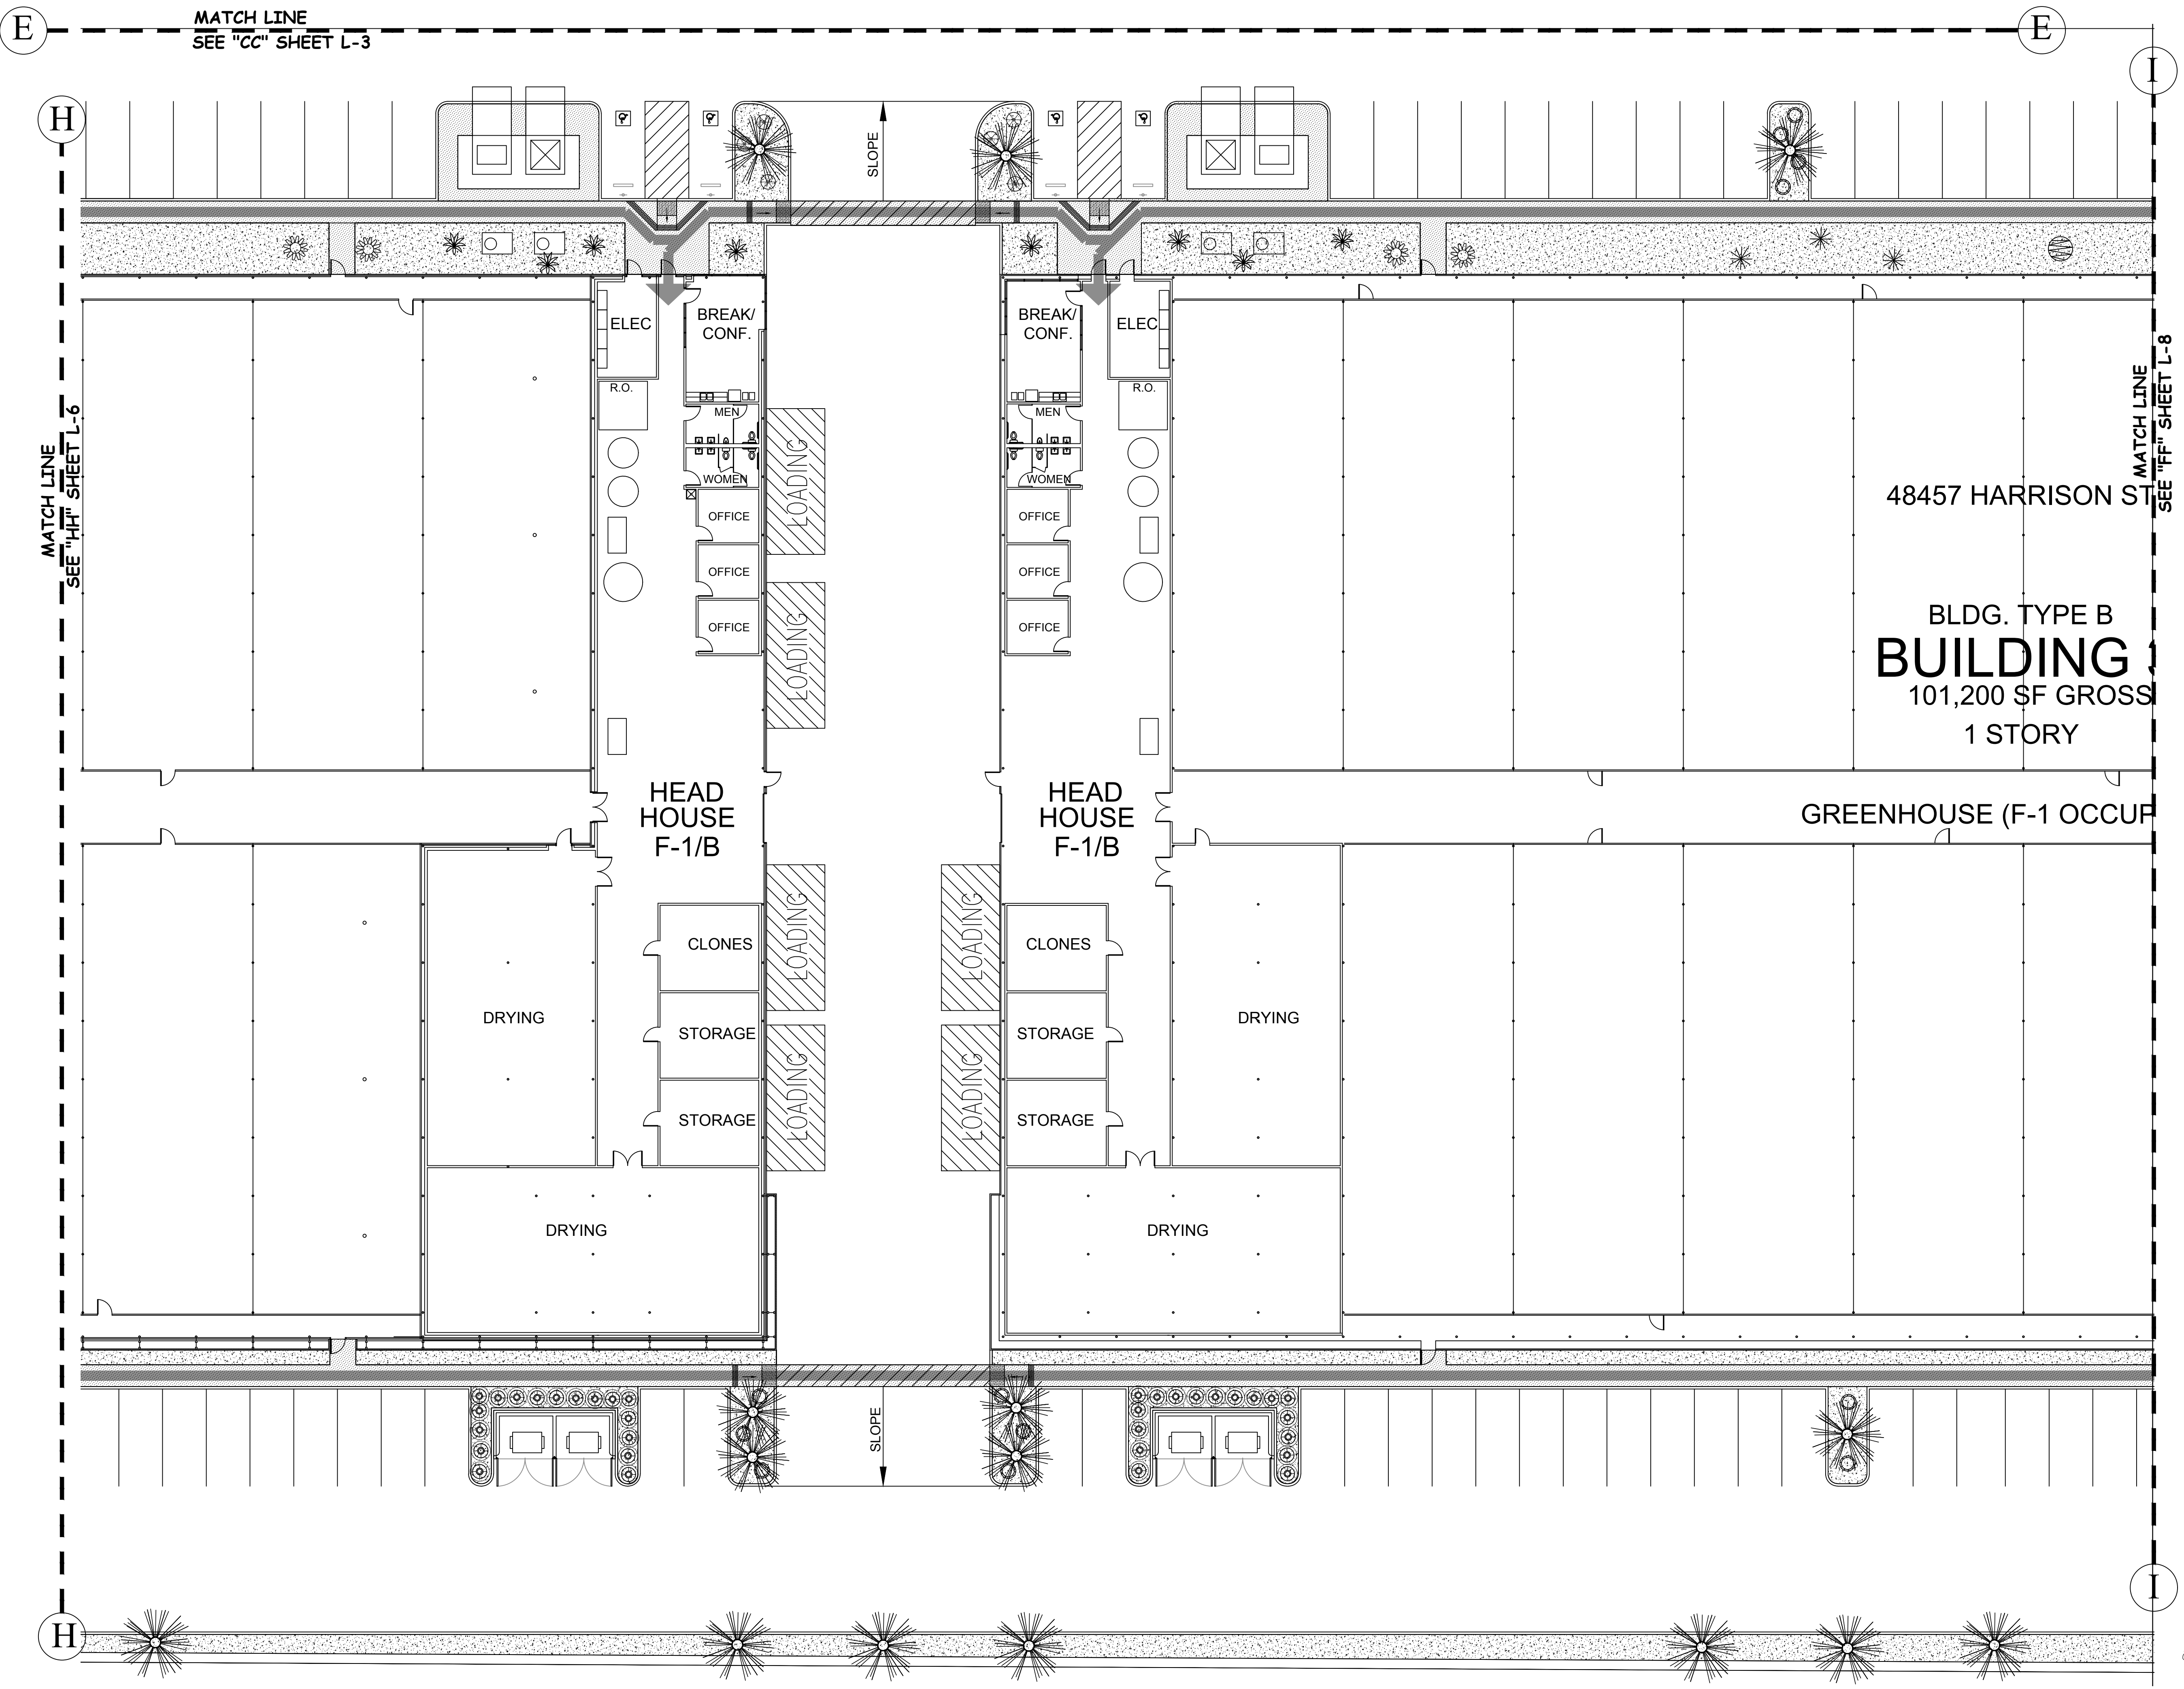 E
MATCH LINE
SEE "CC" SHEET L-3
E
I
H
SLOPE
MATCH LINE
SEE "HH" SHEET L-6
ELEC
BREAK/
CONF.
R.O.
MEN
WOMEN
OFFICE
OFFICE
OFFICE
LOADING
LOADING
HEAD
HOUSE
F-1/B
CLONES
STORAGE
STORAGE
DRYING
DRYING
LOADING
LOADING
BREAK/
CONF.
ELEC
R.O.
MEN
WOMEN
OFFICE
OFFICE
OFFICE
HEAD
HOUSE
F-1/B
LOADING
LOADING
CLONES
STORAGE
STORAGE
DRYING
DRYING
MATCH LINE
SEE "FF" SHEET L-8
48457 HARRISON ST
BLDG. TYPE B
BUILDING
101,200 SF GROSS
1 STORY
GREENHOUSE (F-1 OCCUP
SLOPE
H
I